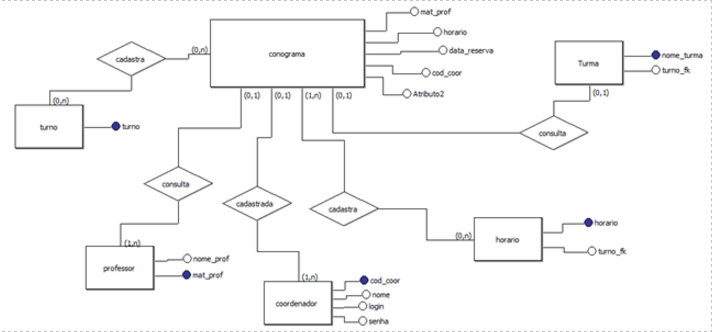 mat_prof
horario
conograma
data_reserva
cod_coor
Atributo2
cadastra
(0,n)
(0,n)
turno
turno
(0,1)
(0,1)
(1,n)
(0,1)
Turma
nome_turma
turno_fk
(0,1)
consulta
consulta
cadastrada
cadastra
(1,n)
professor
nome_prof
mat_prof
(1,n)
coordenador
cod_coor
nome
login
senha
(0,n)
horario
horario
turno_fk